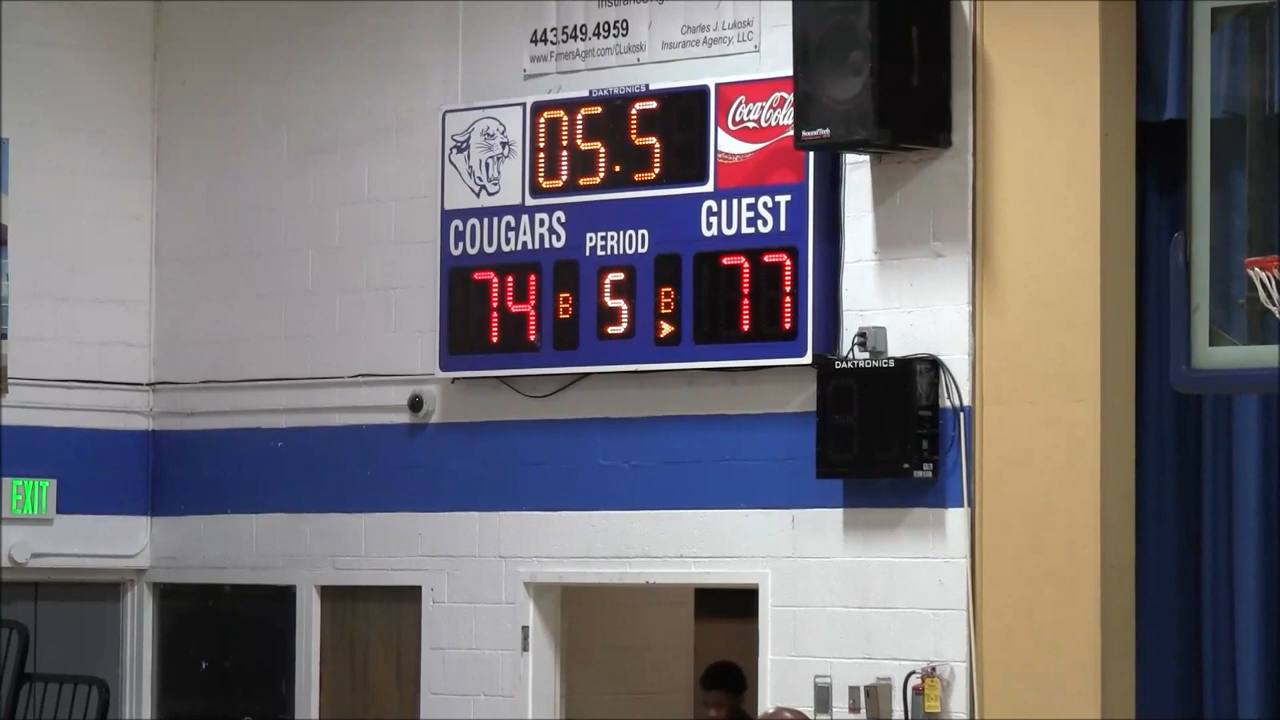 443.549.4959
www.FarmersAgent.com/CLukoski
Charles J. Lukoski
Insurance Agency, LLC
DAKTRONICS
05.5
Coca-Cola
SoundTech
COUGARS
PERIOD
GUEST
74
B
5
B
77
DAKTRONICS
EXIT